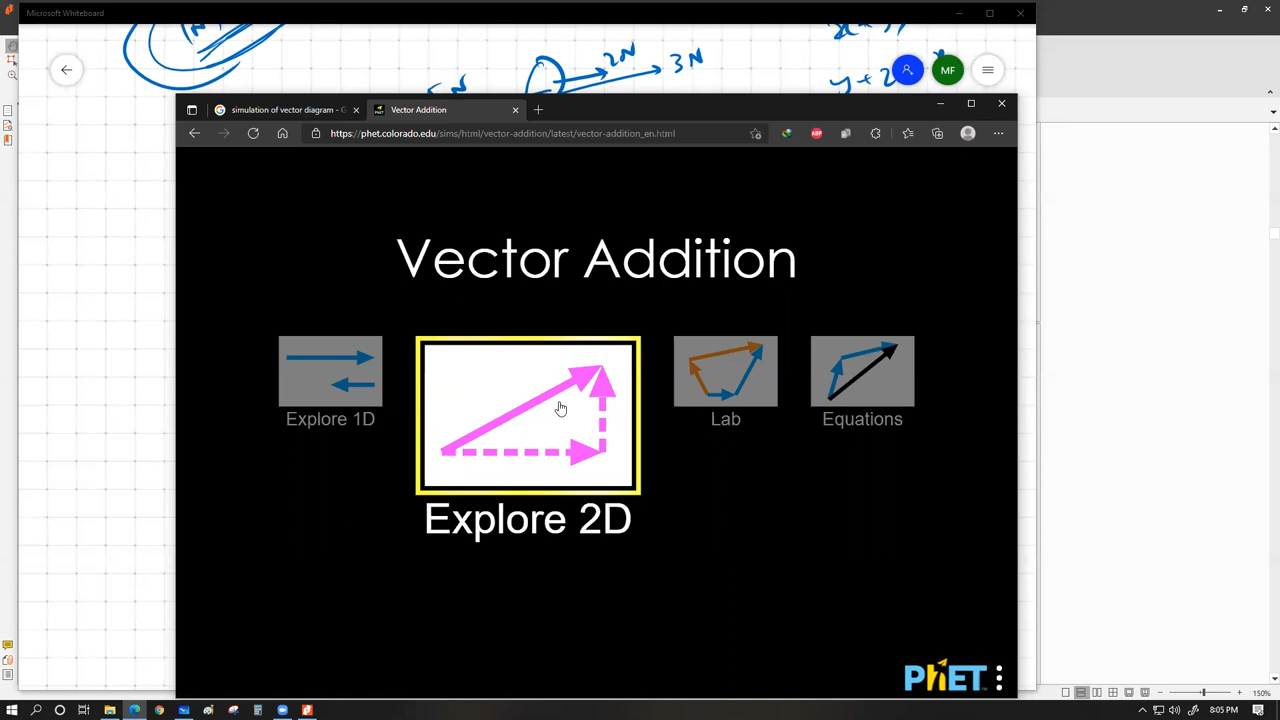 Microsoft Whiteboard
2N
3N
MF
simulation of vector diagram - G
Vector Addition
https://phet.colorado.edu/sims/html/vector-addition/latest/vector-addition_en.html
ABP
Vector Addition
Explore 1D
Explore 2D
Lab
Equations
PhET
8:05 PM
150%